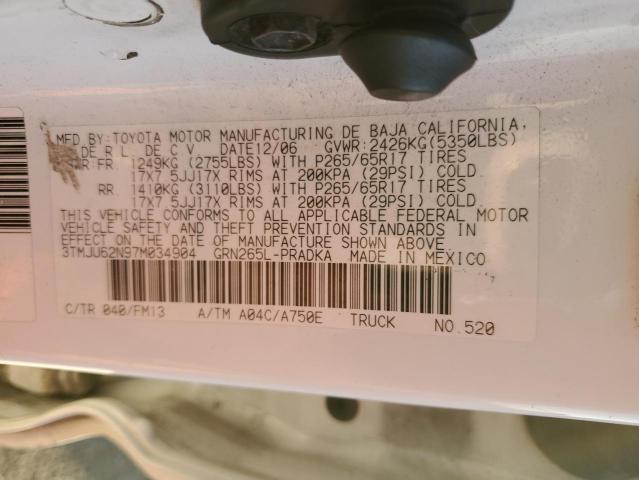 MFD.BY:TOYOTA MOTOR MANUFACTURING DE BAJA CALIFORNIA,
S DE R L DE C V DATE12/06 GVWR:2426KG(5350LBS)
FR 1249KG (2755LBS) WITH P265/65R17 TIRES
17X7.5JJ17X RIMS AT 200KPA (29PSI) COLD
RR 1410KG (3110LBS) WITH P265/65R17 TIRES
17X7.5JJ17X RIMS AT 200KPA (29PSI) COLD
THIS VEHICLE CONFORMS TO ALL APPLICABLE FEDERAL MOTOR
VEHICLE SAFETY AND THEFT PREVENTION STANDARDS IN
EFFECT ON THE DATE OF MANUFACTURE SHOWN ABOVE
3TMJU62N97M034904 GRN265L-PRADKA MADE IN MEXICO
C/TR 040/FM13 A/TM A04C/A750E TRUCK NO.520